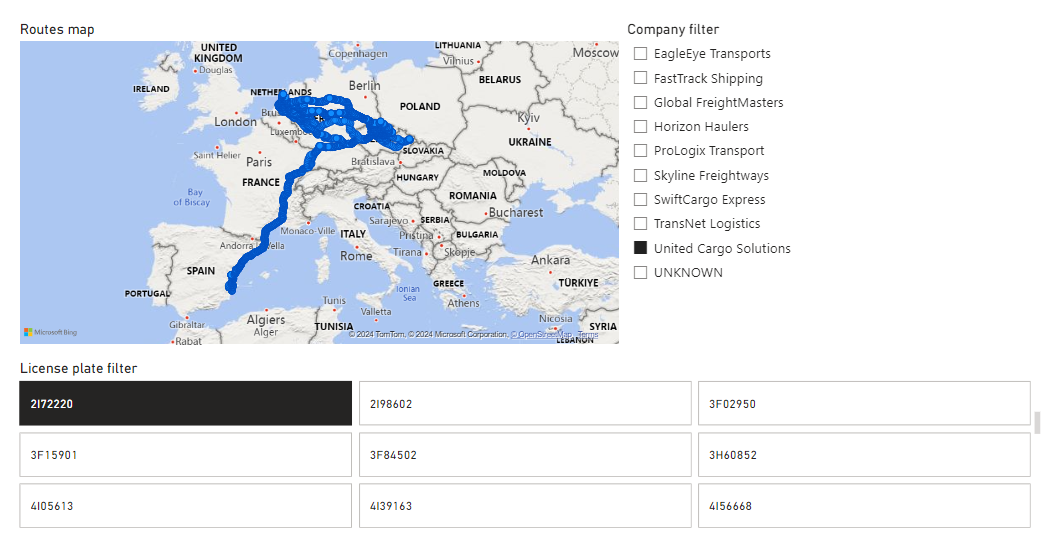 Routes map
Company filter
UNITED
KINGDOM
Douglas
IRELAND
London
Saint Helier
Paris
FRANCE
Bay
of Biscay
SPAIN
PORTUGAL
Gibraltar
Rabat
Algiers
Alger
Tunis
TUNISIA
Valletta
Copenhagen
Berlin
POLAND
LITHUANIA
Vilnius
BELARUS
Moscow
Kyiv
UKRAINE
SLOVAKIA
Bratislava
HUNGARY
MOLDOVA
ROMANIA
Bucharest
CROATIA
Sarajevo
SERBIA
Pristina
BULGARIA
Monaco-Ville
ITALY
Rome
Tirana
Skopje
Ionian
Sea
GREECE
Athens
Ankara
TÜRKIYE
Nicosia
SYRIA
LEBANON
Microsoft Bing
© 2024 TomTom, © 2024 Microsoft Corporation, © OpenStreetMap Terms
EagleEye Transports
FastTrack Shipping
Global FreightMasters
Horizon Haulers
ProLogix Transport
Skyline Freightways
SwiftCargo Express
TransNet Logistics
United Cargo Solutions
UNKNOWN
License plate filter
2I72220
2I98602
3F02950
3F15901
3F84502
3H60852
4I05613
4I39163
4I56668